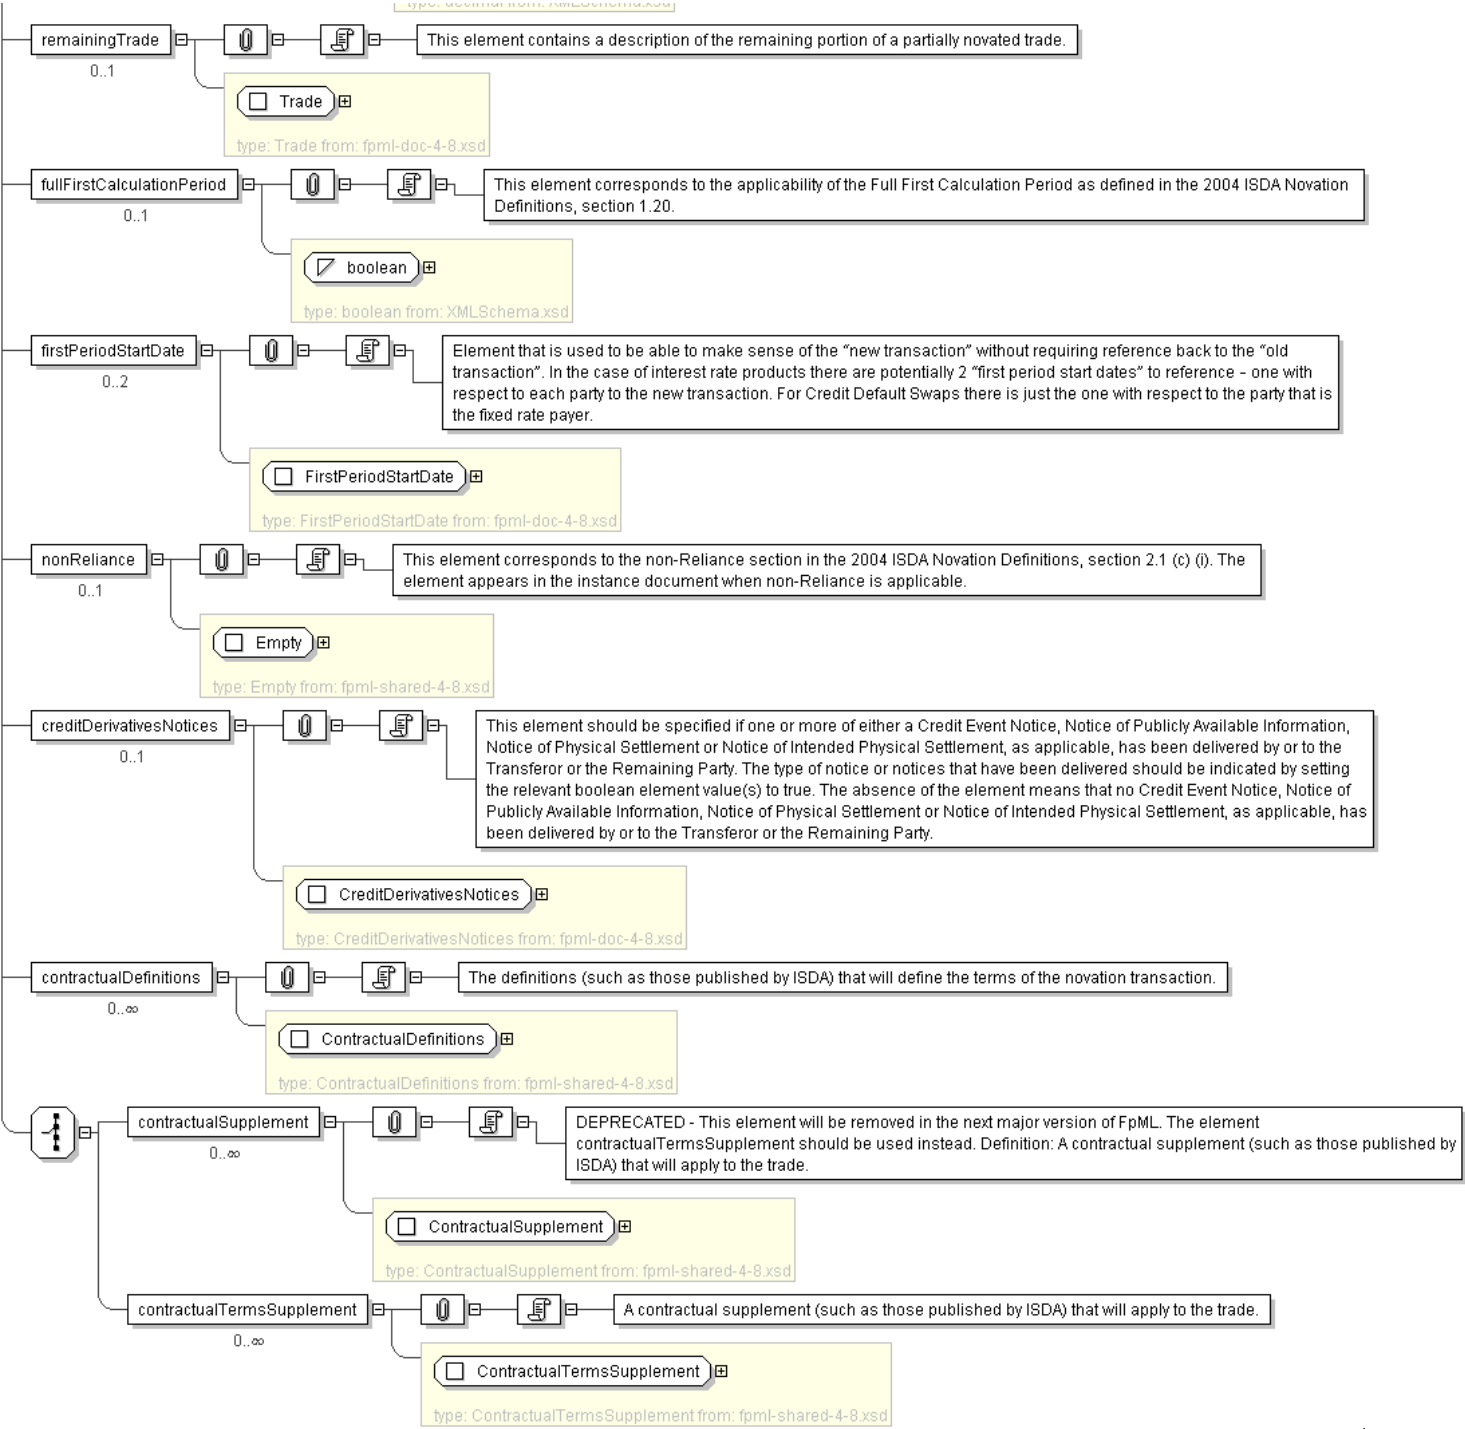 type: decimal from: XMLSchema.xsd
remainingTrade
This element contains a description of the remaining portion of a partially novated trade.
0..1
Trade
type: Trade from: fpml-doc-4-8.xsd
fullFirstCalculationPeriod
This element corresponds to the applicability of the Full First Calculation Period as defined in the 2004 ISDA Novation
Definitions, section 1.20.
0..1
boolean
type: boolean from: XMLSchema.xsd
firstPeriodStartDate
Element that is used to be able to make sense of the “new transaction” without requiring reference back to the “old
transaction”. In the case of interest rate products there are potentially 2 “first period start dates” to reference – one with
respect to each party to the new transaction. For Credit Default Swaps there is just the one with respect to the party that is
the fixed rate payer.
0..2
FirstPeriodStartDate
type: FirstPeriodStartDate from: fpml-doc-4-8.xsd
nonReliance
This element corresponds to the non-Reliance section in the 2004 ISDA Novation Definitions, section 2.1 (c) (i). The
element appears in the instance document when non-Reliance is applicable.
0..1
Empty
type: Empty from: fpml-shared-4-8.xsd
creditDerivativesNotices
This element should be specified if one or more of either a Credit Event Notice, Notice of Publicly Available Information,
Notice of Physical Settlement or Notice of Intended Physical Settlement, as applicable, has been delivered by or to the
Transferor or the Remaining Party. The type of notice or notices that have been delivered should be indicated by setting
the relevant boolean element value(s) to true. The absence of the element means that no Credit Event Notice, Notice of
Publicly Available Information, Notice of Physical Settlement or Notice of Intended Physical Settlement, as applicable, has
been delivered by or to the Transferor or the Remaining Party.
0..1
CreditDerivativesNotices
type: CreditDerivativesNotices from: fpml-doc-4-8.xsd
contractualDefinitions
The definitions (such as those published by ISDA) that will define the terms of the novation transaction.
0..∞
ContractualDefinitions
type: ContractualDefinitions from: fpml-shared-4-8.xsd
contractualSupplement
DEPRECATED - This element will be removed in the next major version of FpML. The element
contractualTermsSupplement should be used instead. Definition: A contractual supplement (such as those published by
ISDA) that will apply to the trade.
0..∞
ContractualSupplement
type: ContractualSupplement from: fpml-shared-4-8.xsd
contractualTermsSupplement
A contractual supplement (such as those published by ISDA) that will apply to the trade.
0..∞
ContractualTermsSupplement
type: ContractualTermsSupplement from: fpml-shared-4-8.xsd